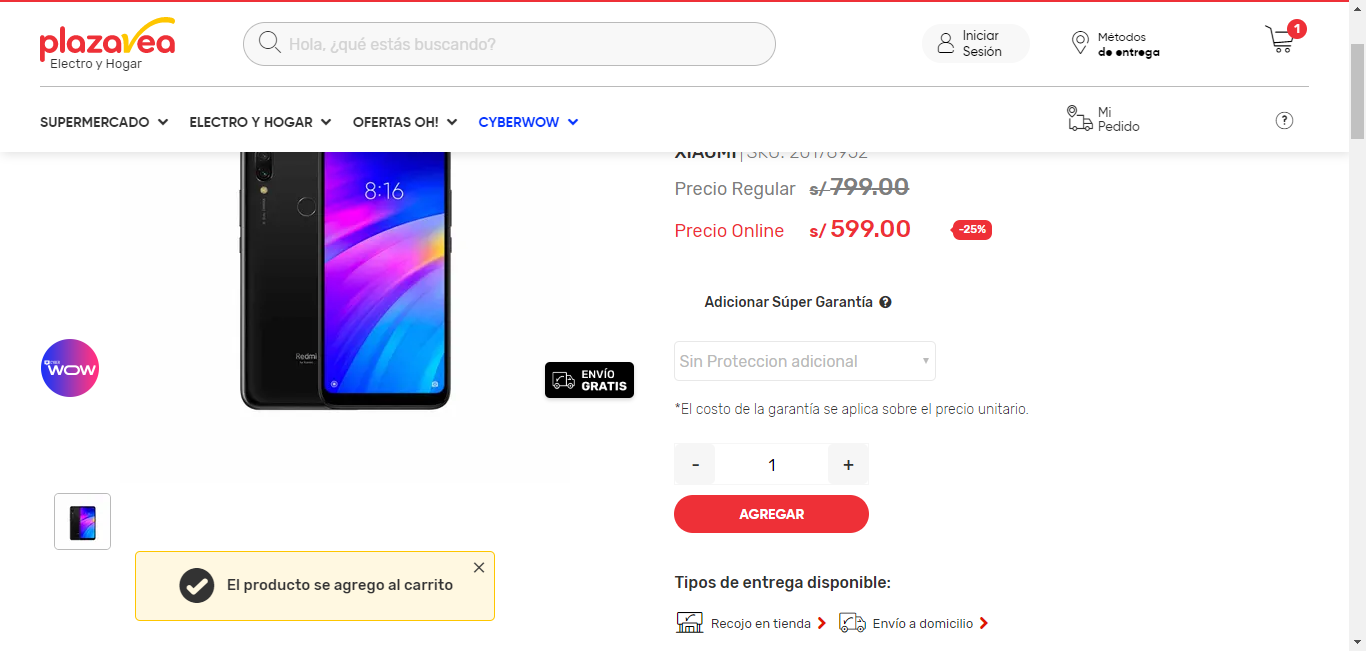 plazavea
Electro y Hogar
Hola, ¿qué estás buscando?
Iniciar
Sesión
Métodos
de entrega
1
SUPERMERCADO
ELECTRO Y HOGAR
OFERTAS OH!
CYBERWOW
Mi
Pedido
?
XIAOMI | SKU: 20176952
Precio Regular s/ 799.00
Precio Online s/ 599.00 -25%
8:16
Redmi
Adicionar Súper Garantía ?
WOW
ENVÍO
GRATIS
Sin Proteccion adicional
*El costo de la garantía se aplica sobre el precio unitario.
- 1 +
AGREGAR
El producto se agrego al carrito
Tipos de entrega disponible:
Recojo en tienda
Envío a domicilio